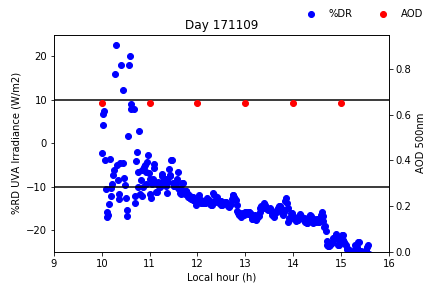 %DR AOD
Day 171109
20
10
0
−10
−20
%RD UVA Irradiance (W/m2)
0.8
0.6
0.4
0.2
0.0
AOD 500nm
9 10 11 12 13 14 15 16
Local hour (h)